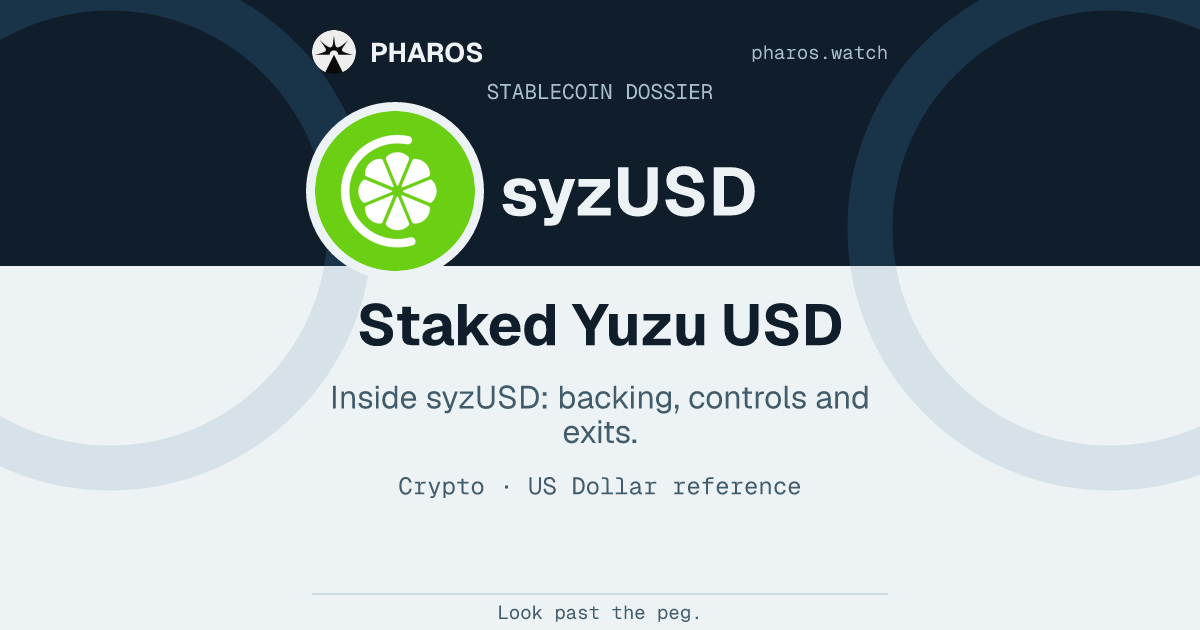 PHAROS
pharos.watch
STABLECOIN DOSSIER
syzUSD
Staked Yuzu USD
Inside syzUSD: backing, controls and
exits.
Crypto · US Dollar reference
Look past the peg.